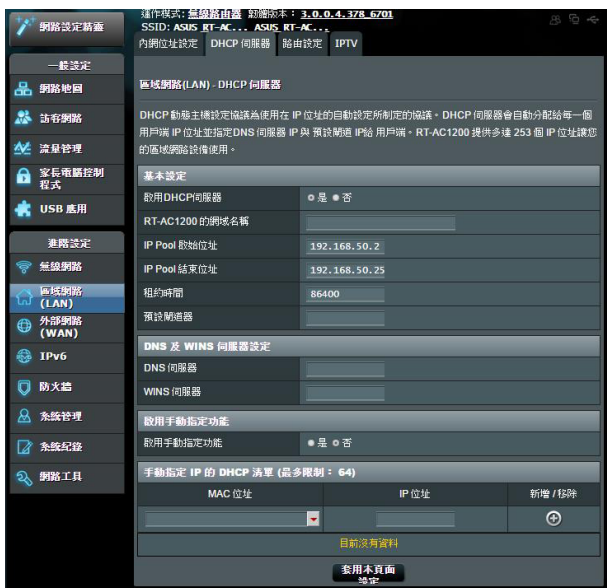 網路設定精靈
運作模式：無線路由器 韌體版本：3.0.0.4.378_6701
SSID: ASUS_RT-AC... ASUS_RT-AC...
內網位址設定 DHCP 伺服器 路由設定 IPTV
一般設定
網路地圖
訪客網路
流量管理
家長電腦控制
程式
USB 應用
進階設定
無線網路
區域網路
(LAN)
外部網路
(WAN)
IPv6
防火牆
系統管理
系統紀錄
網路工具
區域網路(LAN) - DHCP 伺服器
DHCP 動態主機設定協議為使用在 IP 位址的自動設定所制定的協議。DHCP 伺服器會自動分配給每一個
用戶端 IP 位址並指定DNS 伺服器 IP 與 預設閘道 IP給 用戶端。RT-AC1200 提供多達 253 個 IP 位址讓您
的區域網路設備使用。
基本設定
啟用DHCP伺服器 是 否
RT-AC1200 的網域名稱
IP Pool 啟始位址 192.168.50.2
IP Pool 結束位址 192.168.50.25
租約時間 86400
預設閘道器
DNS 及 WINS 伺服器設定
DNS 伺服器
WINS 伺服器
啟用手動指定功能
啟用手動指定功能 是 否
手動指定 IP 的 DHCP 清單 (最多限制：64)
MAC 位址 IP 位址 新增 / 移除
目前沒有資料
套用本頁面
設定